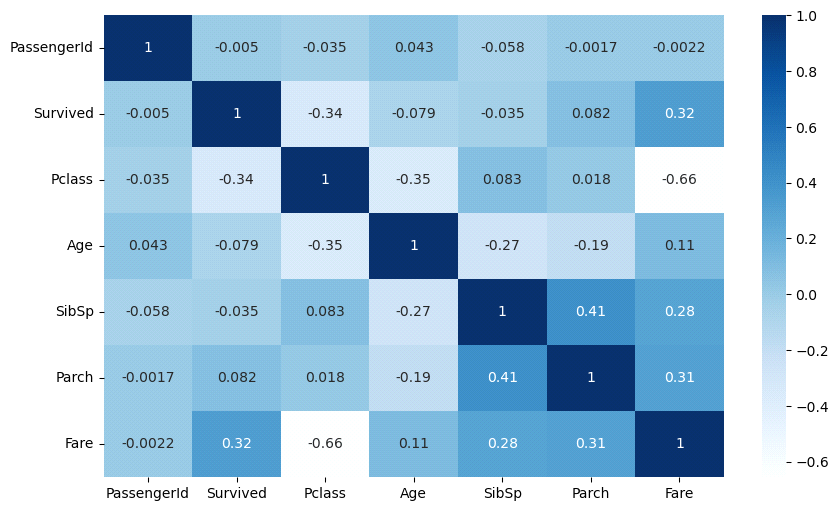 PassengerId 1 -0.005 -0.035 0.043 -0.058 -0.0017 -0.0022
Survived -0.005 1 -0.34 -0.079 -0.035 0.082 0.32
Pclass -0.035 -0.34 1 -0.35 0.083 0.018 -0.66
Age 0.043 -0.079 -0.35 1 -0.27 -0.19 0.11
SibSp -0.058 -0.035 0.083 -0.27 1 0.41 0.28
Parch -0.0017 0.082 0.018 -0.19 0.41 1 0.31
Fare -0.0022 0.32 -0.66 0.11 0.28 0.31 1
PassengerId Survived Pclass Age SibSp Parch Fare
1.0
0.8
0.6
0.4
0.2
0.0
−0.2
−0.4
−0.6